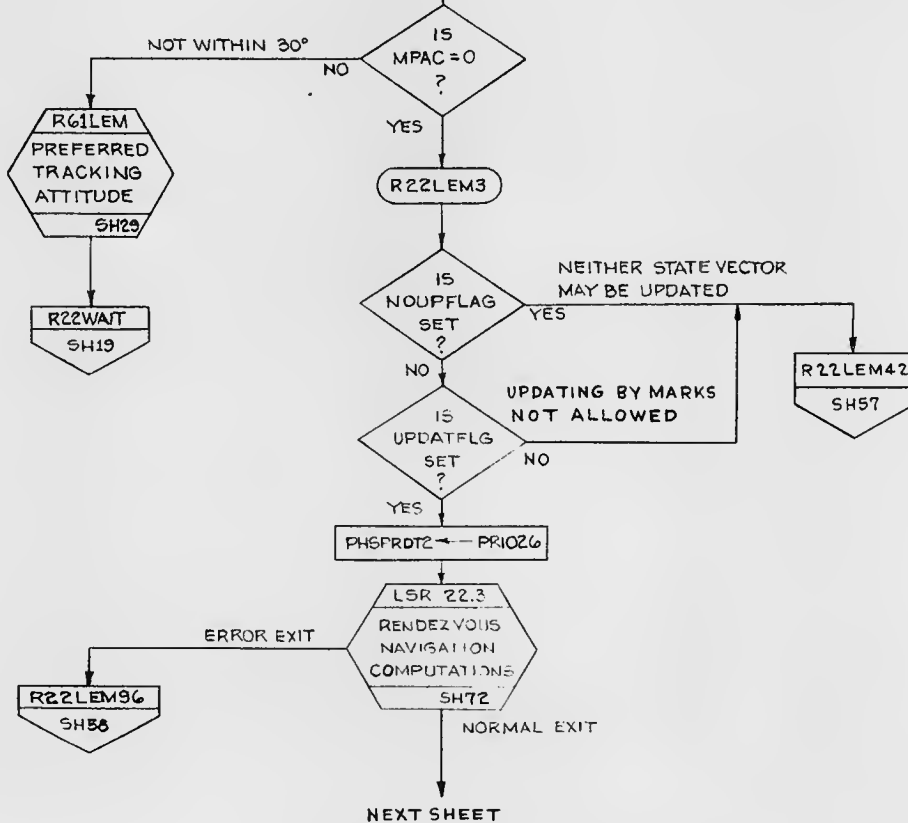 IS
MPAC=0
?
NOT WITHIN 30°
NO
YES
R61LEM
PREFERRED
TRACKING
ATTITUDE
SH29
R22WAIT
SH19
R22LEM3
IS
NOUPFLAG
SET
?
NEITHER STATE VECTOR
MAY BE UPDATED
YES
NO
R22LEM42
SH57
UPDATING BY MARKS
NOT ALLOWED
IS
UPDATFLG
SET
?
NO
YES
PHSPRDT2 ← PR1026
LSR 22.3
RENDEZVOUS
NAVIGATION
COMPUTATIONS
SH72
ERROR EXIT
R22LEM96
SH58
NORMAL EXIT
NEXT SHEET